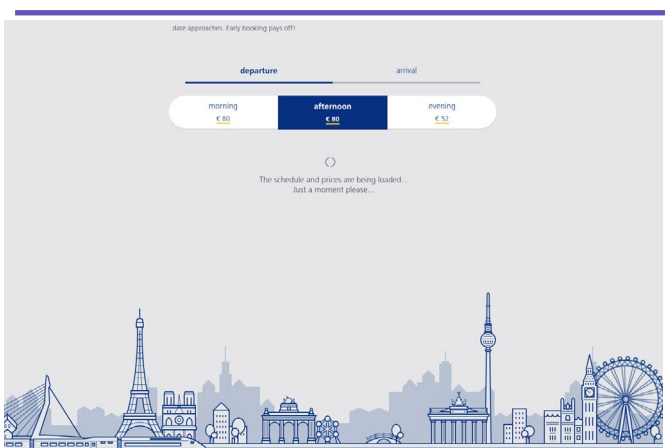 date approaches. Early booking pays off!
departure
arrival
morning
€ 80
afternoon
€ 80
evening
€ 52
The schedule and prices are being loaded...
Just a moment please...